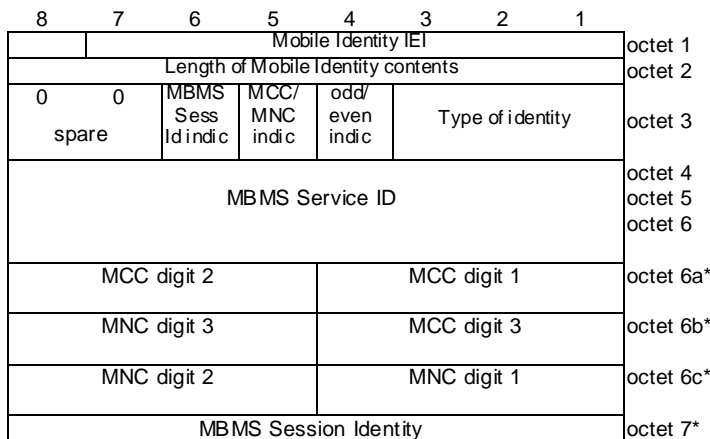 8 7 6 5 4 3 2 1
Mobile Identity IEI octet 1
Length of Mobile Identity contents octet 2
0 0 MBMS MCC/ odd/
Sess MNC even Type of identity octet 3
spare Id indic indic indic
octet 4
MBMS Service ID octet 5
octet 6
MCC digit 2 MCC digit 1 octet 6a*
MNC digit 3 MCC digit 3 octet 6b*
MNC digit 2 MNC digit 1 octet 6c*
MBMS Session Identity octet 7*